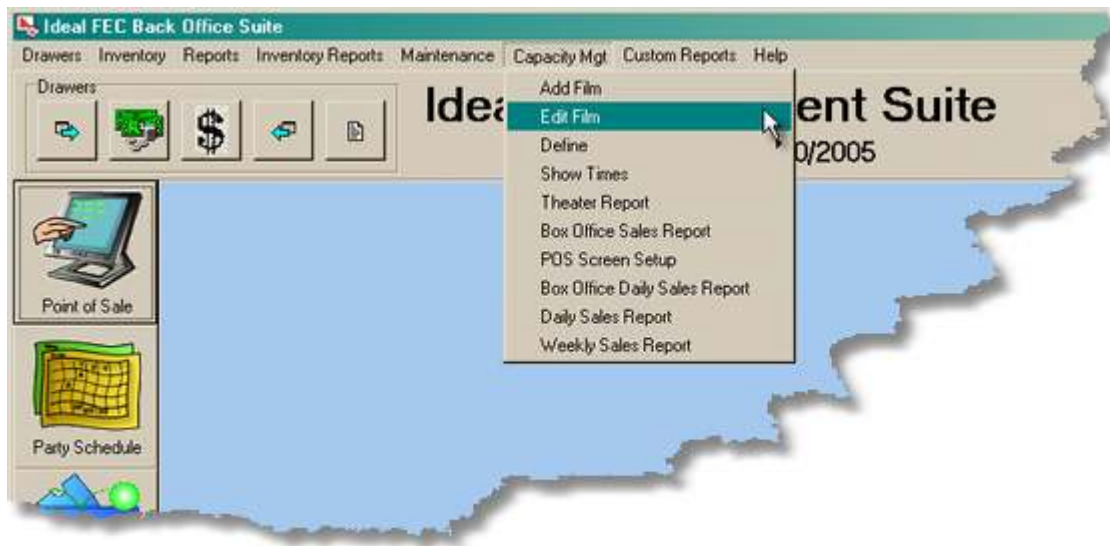 Ideal FEC Back Office Suite
Drawers Inventory Reports Inventory Reports Maintenance Capacity Mgt Custom Reports Help
Drawers
Idea ent Suite
0/2005
Add Film
Edit Film
Define
Show Times
Theater Report
Box Office Sales Report
POS Screen Setup
Box Office Daily Sales Report
Daily Sales Report
Weekly Sales Report
Point of Sale
Party Schedule